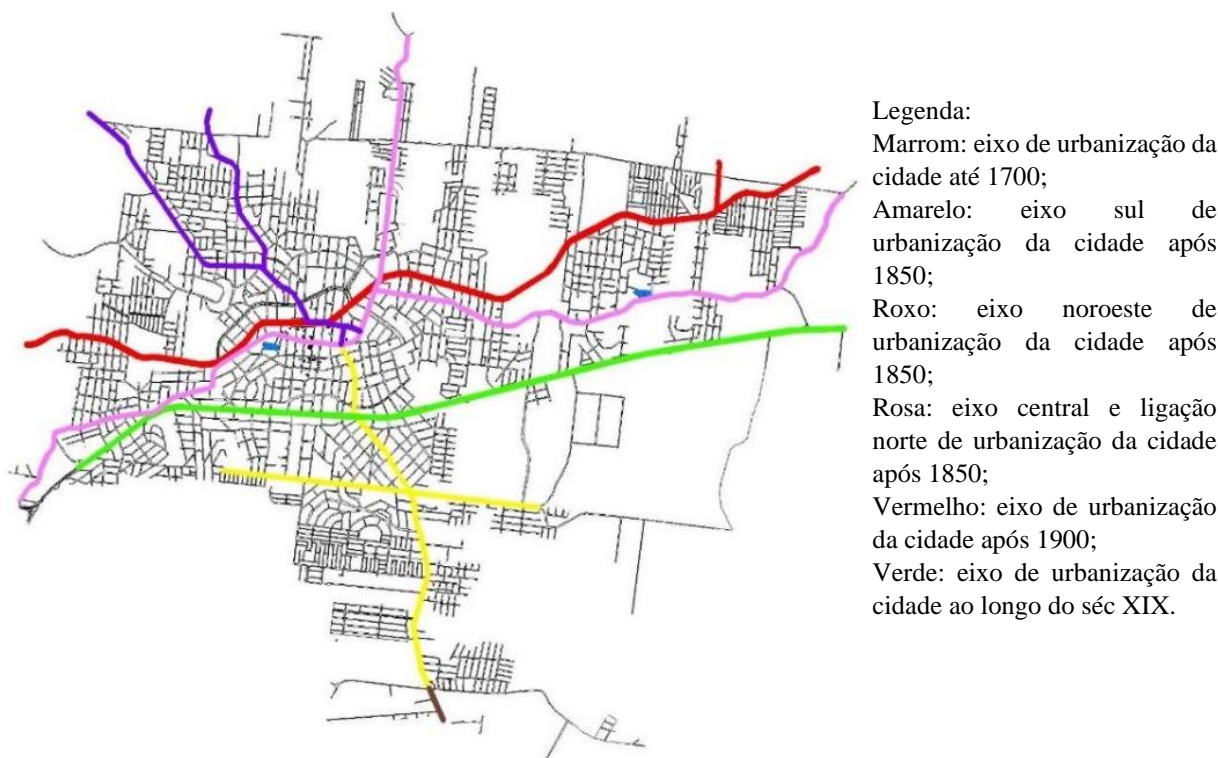 Legenda:
Marrom: eixo de urbanização da
cidade até 1700;
Amarelo: eixo sul de
urbanização da cidade após
1850;
Roxo: eixo noroeste de
urbanização da cidade após
1850;
Rosa: eixo central e ligação
norte de urbanização da cidade
após 1850;
Vermelho: eixo de urbanização
da cidade após 1900;
Verde: eixo de urbanização da
cidade ao longo do séc XIX.